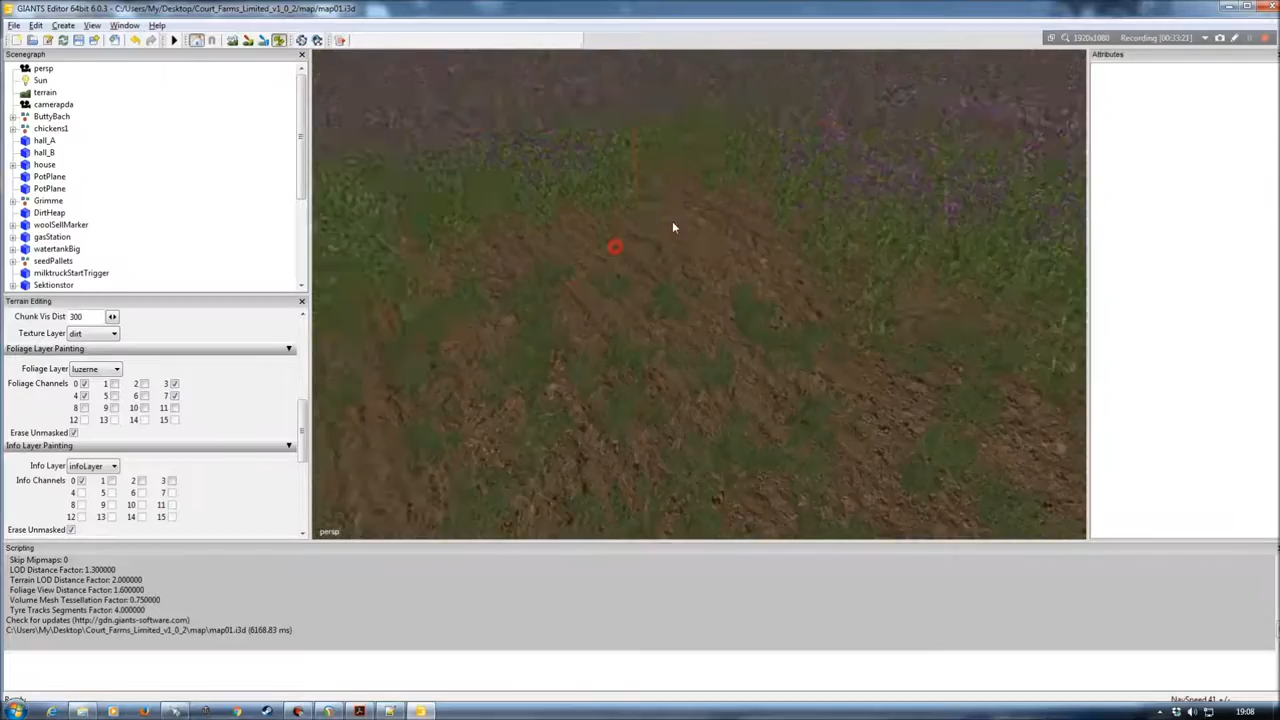 GIANTS Editor 64bit 6.0.3 - C:/Users/My/Desktop/Court_Farms_Limited_v1_0_2/map/map01.i3d
File Edit Create View Window Help
1920x1080 Recording [00:33:21]
Scenegraph
Attributes
persp
Sun
terrain
camerapda
ButtyBach
chickens1
hall_A
hall_B
house
PotPlane
PotPlane
Grimme
DirtHeap
woolSellMarker
gasStation
watertankBig
seedPallets
milktruckStartTrigger
Sektionstor
Terrain Editing
Chunk Vis Dist 300
Texture Layer dirt
Foliage Layer Painting
Foliage Layer luzerne
Foliage Channels 0 1 2 3
4 5 6 7
8 9 10 11
12 13 14 15
Erase Unmasked
Info Layer Painting
Info Layer infoLayer
Info Channels 0 1 2 3
4 5 6 7
8 9 10 11
12 13 14 15
Erase Unmasked
persp
Scripting
Skip Mipmaps: 0
LOD Distance Factor: 1.300000
Terrain LOD Distance Factor: 2.000000
Foliage View Distance Factor: 1.600000
Volume Mesh Tessellation Factor: 0.750000
Tyre Tracks Segments Factor: 4.000000
Check for updates (http://gdn.giants-software.com)
C:\Users\My\Desktop\Court_Farms_Limited_v1_0_2\map\map01.i3d (6168.83 ms)
NavSpeed 41 +/-
19:08